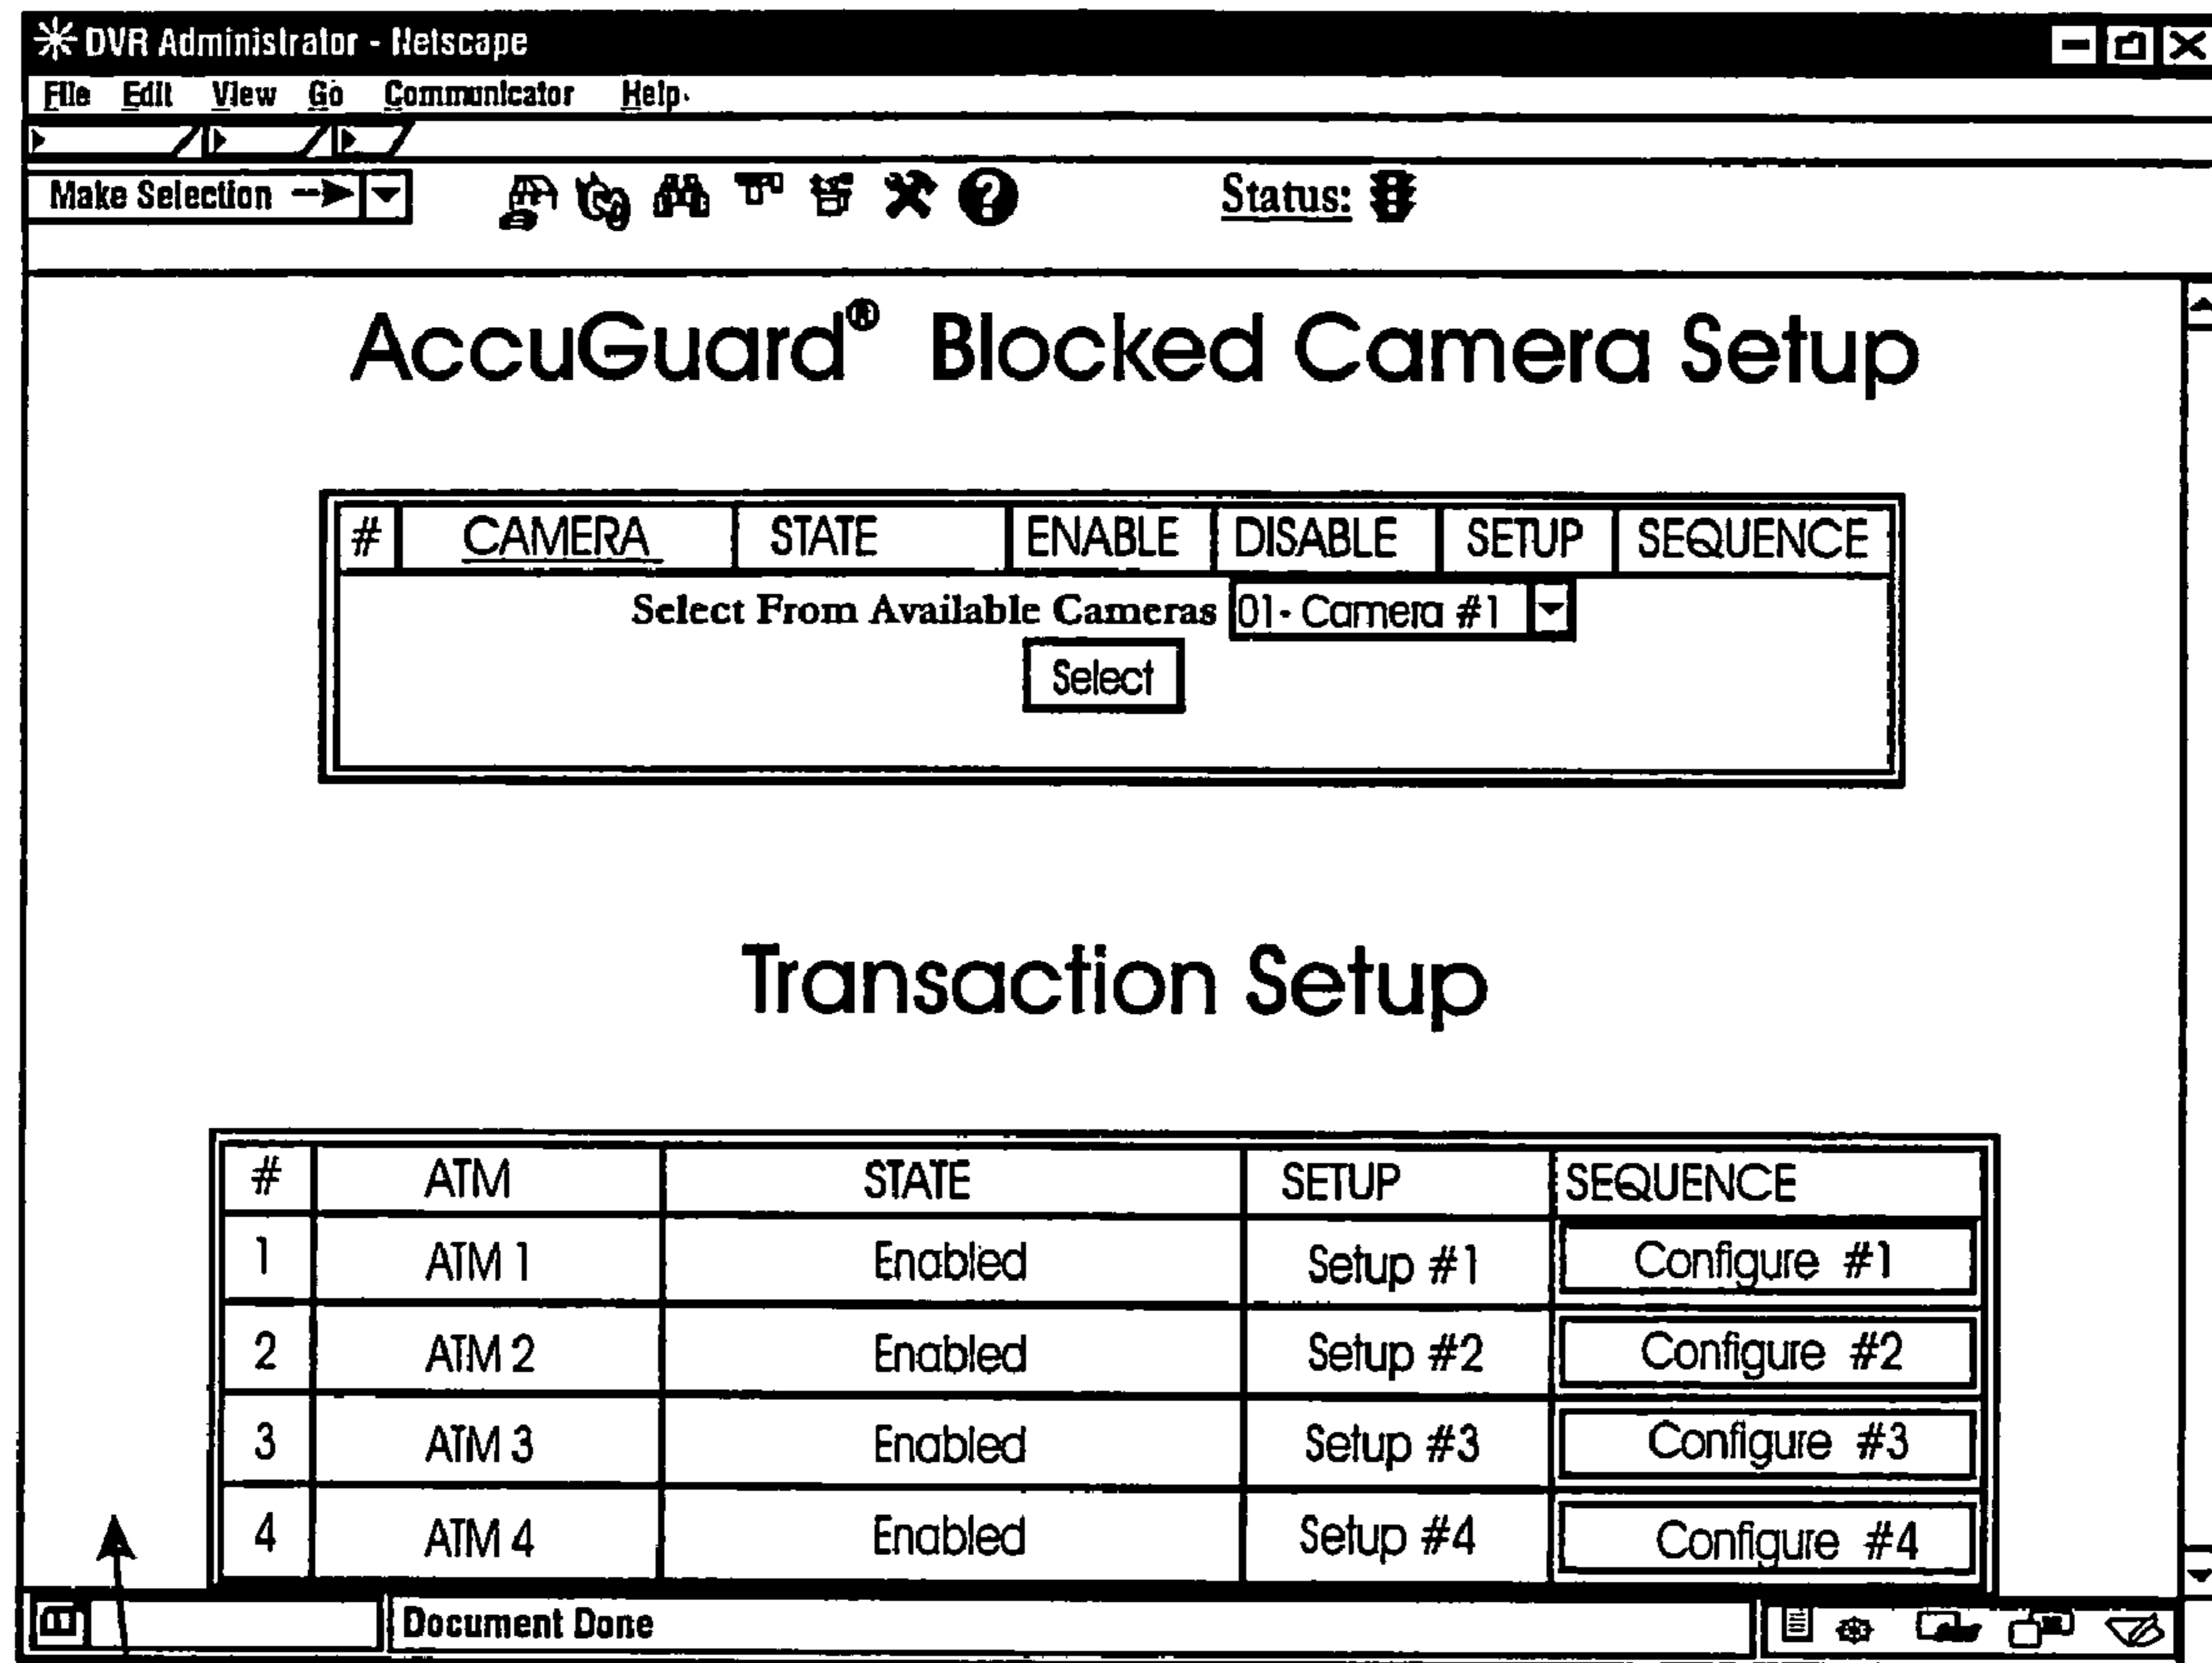 DVR Administrator - Netscape
File Edit View Go Communicator Help
Make Selection Status:
AccuGuard® Blocked Camera Setup
# CAMERA STATE ENABLE DISABLE SETUP SEQUENCE
Select From Available Cameras 01- Camera #1
Select
Transaction Setup
# ATM STATE SETUP SEQUENCE
1 ATM 1 Enabled Setup #1 Configure #1
2 ATM 2 Enabled Setup #2 Configure #2
3 ATM 3 Enabled Setup #3 Configure #3
4 ATM 4 Enabled Setup #4 Configure #4
Document Done